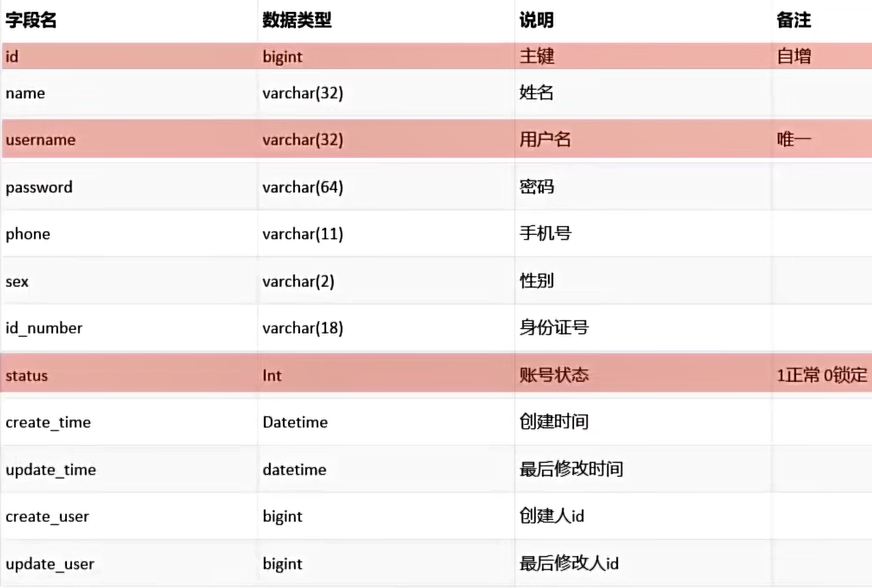 字段名 数据类型 说明 备注
id bigint 主键 自增
name varchar(32) 姓名
username varchar(32) 用户名 唯一
password varchar(64) 密码
phone varchar(11) 手机号
sex varchar(2) 性别
id_number varchar(18) 身份证号
status Int 账号状态 1正常 0锁定
create_time Datetime 创建时间
update_time datetime 最后修改时间
create_user bigint 创建人id
update_user bigint 最后修改人id